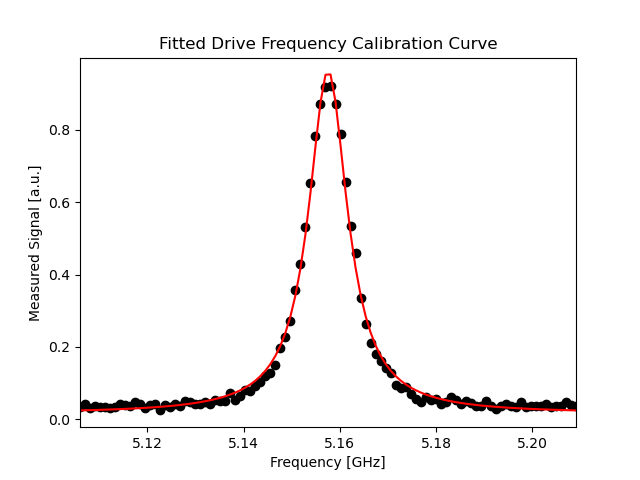 Fitted Drive Frequency Calibration Curve
Measured Signal [a.u.]
0.8
0.6
0.4
0.2
0.0
5.12 5.14 5.16 5.18 5.20
Frequency [GHz]